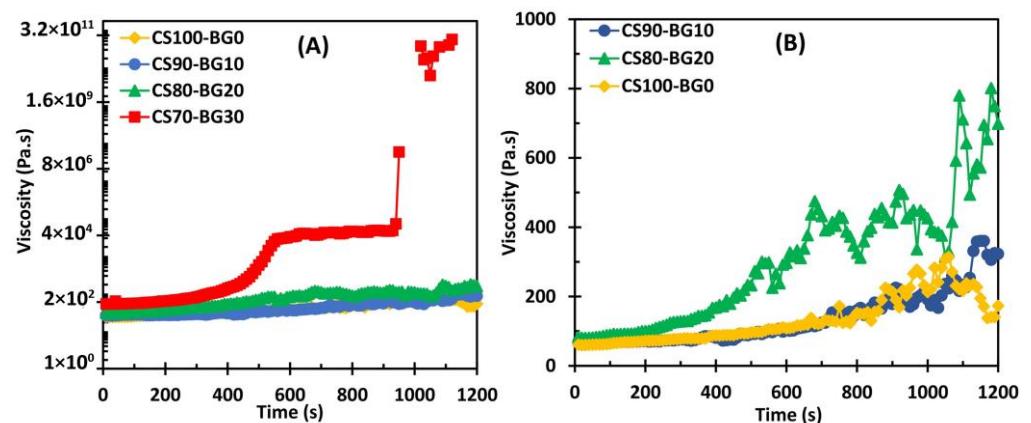 (A)
CS100-BG0
CS90-BG10
CS80-BG20
CS70-BG30
Viscosity (Pa.s)
3.2×10¹¹
1.6×10⁹
8×10⁶
4×10⁴
2×10²
1×10⁰
0 200 400 600 800 1000 1200
Time (s)
(B)
CS90-BG10
CS80-BG20
CS100-BG0
Viscosity (Pa.s)
1000
800
600
400
200
0
0 200 400 600 800 1000 1200
Time (s)